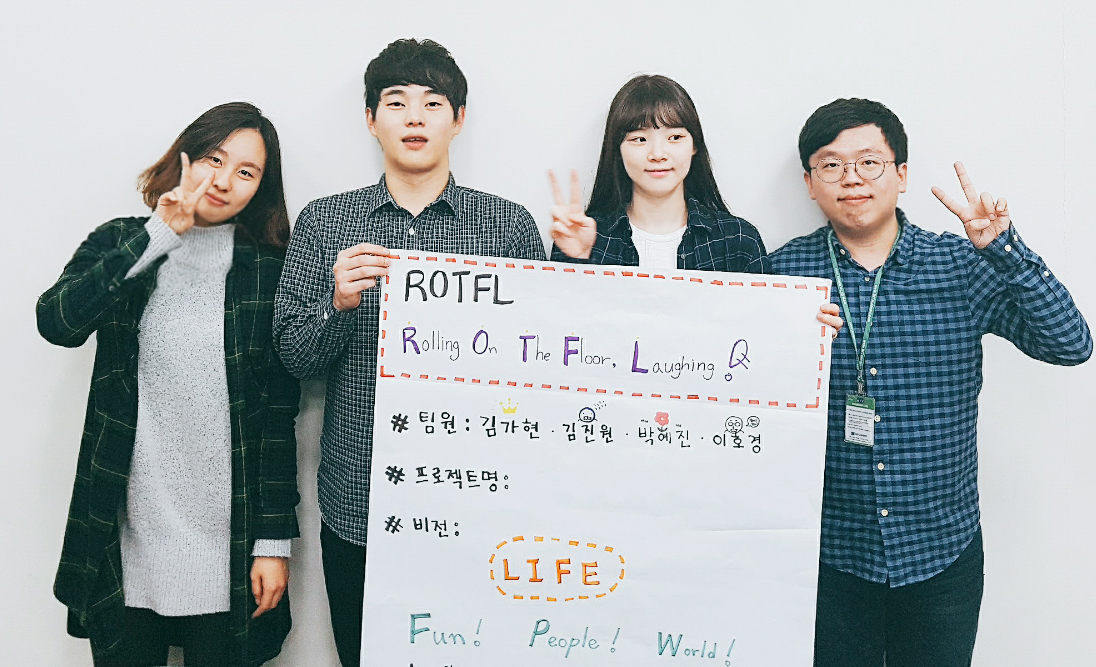 ROTFL
Rolling On The Floor, Laughing!
# 팀원 : 김가현 · 김진원 · 박혜진 · 이호경
# 프로젝트명 :
# 비전 :
LIFE
Fun! People! World!